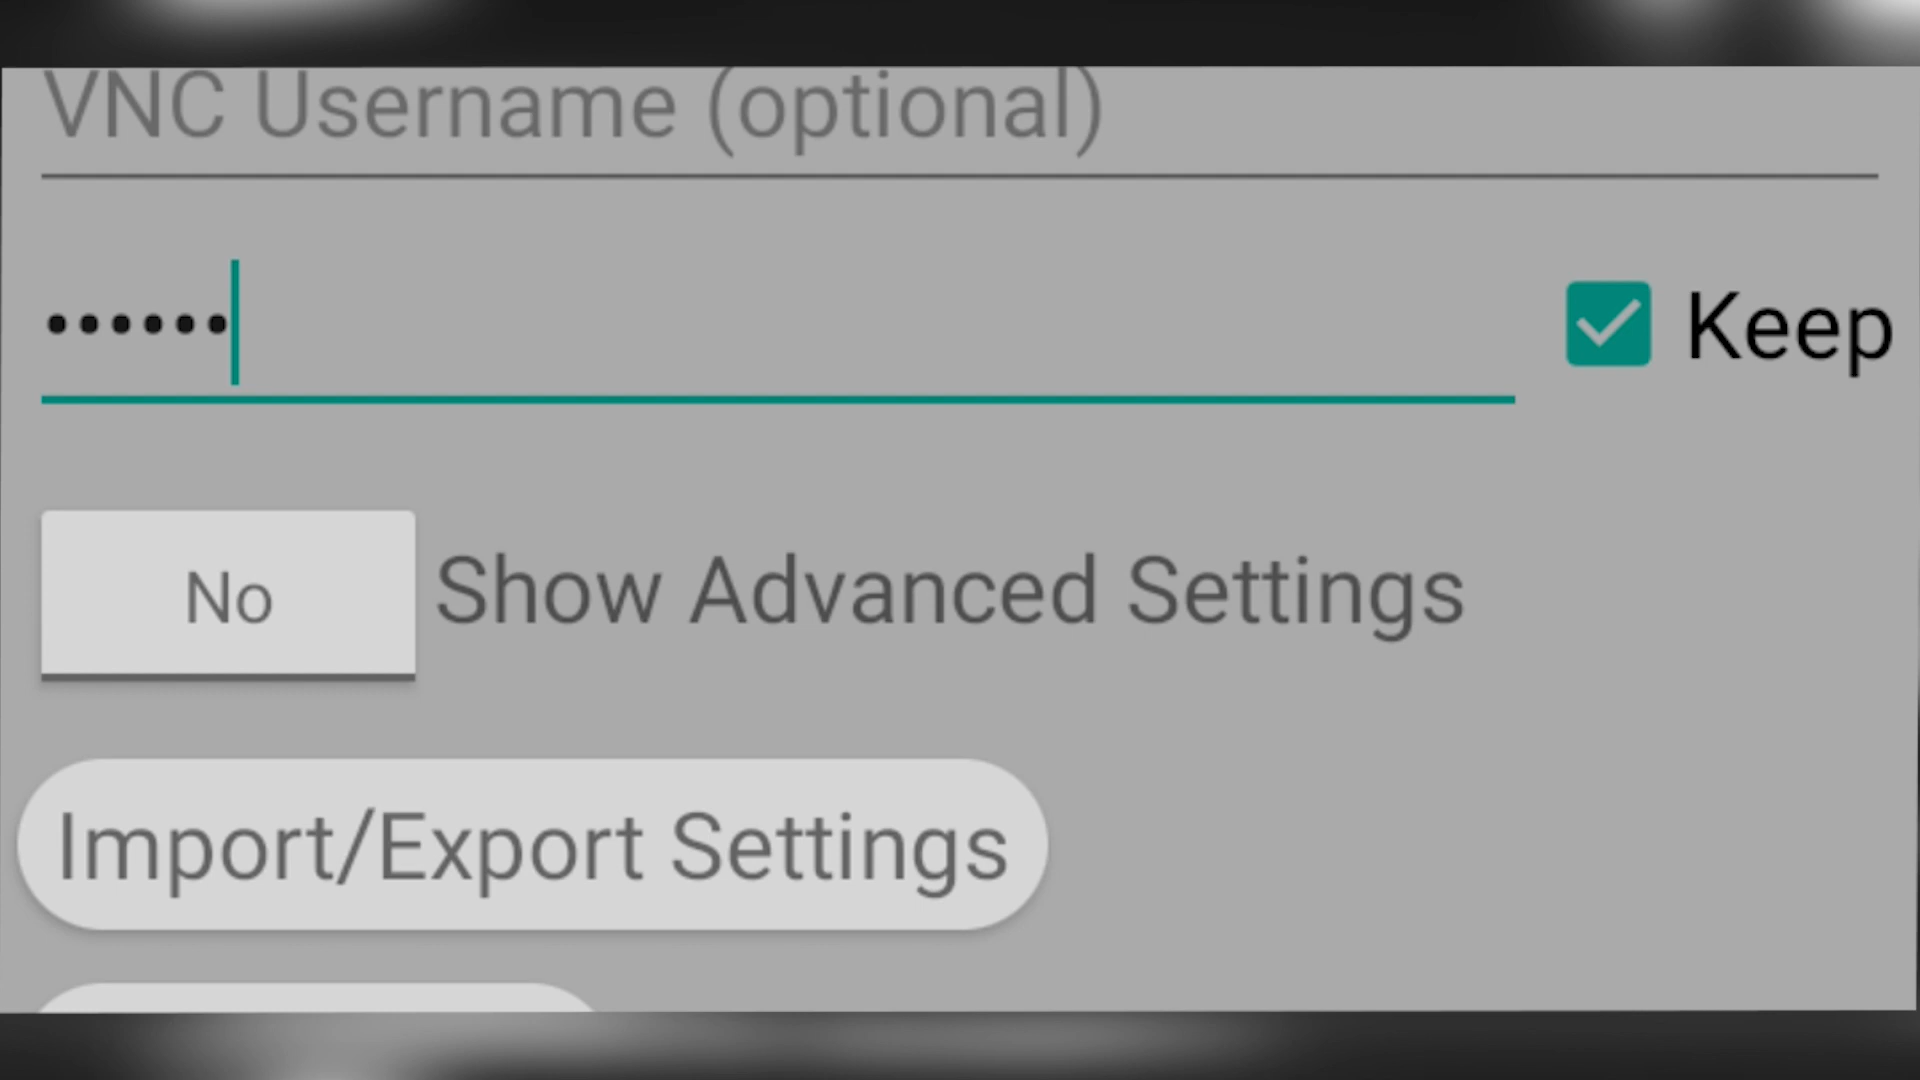 VNC Username (optional)
••••••
Keep
No
Show Advanced Settings
Import/Export Settings